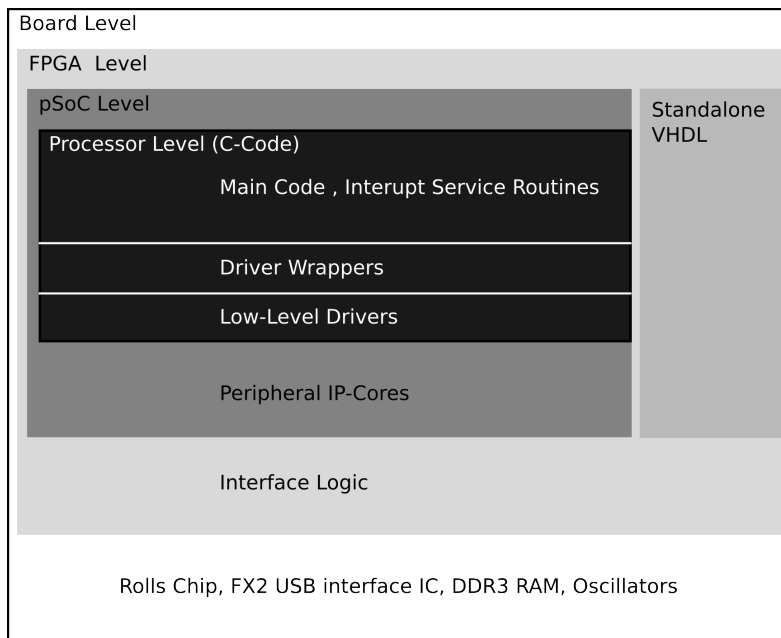 Board Level
FPGA Level
pSoC Level
Standalone
VHDL
Processor Level (C-Code)
Main Code , Interupt Service Routines
Driver Wrappers
Low-Level Drivers
Peripheral IP-Cores
Interface Logic
Rolls Chip, FX2 USB interface IC, DDR3 RAM, Oscillators